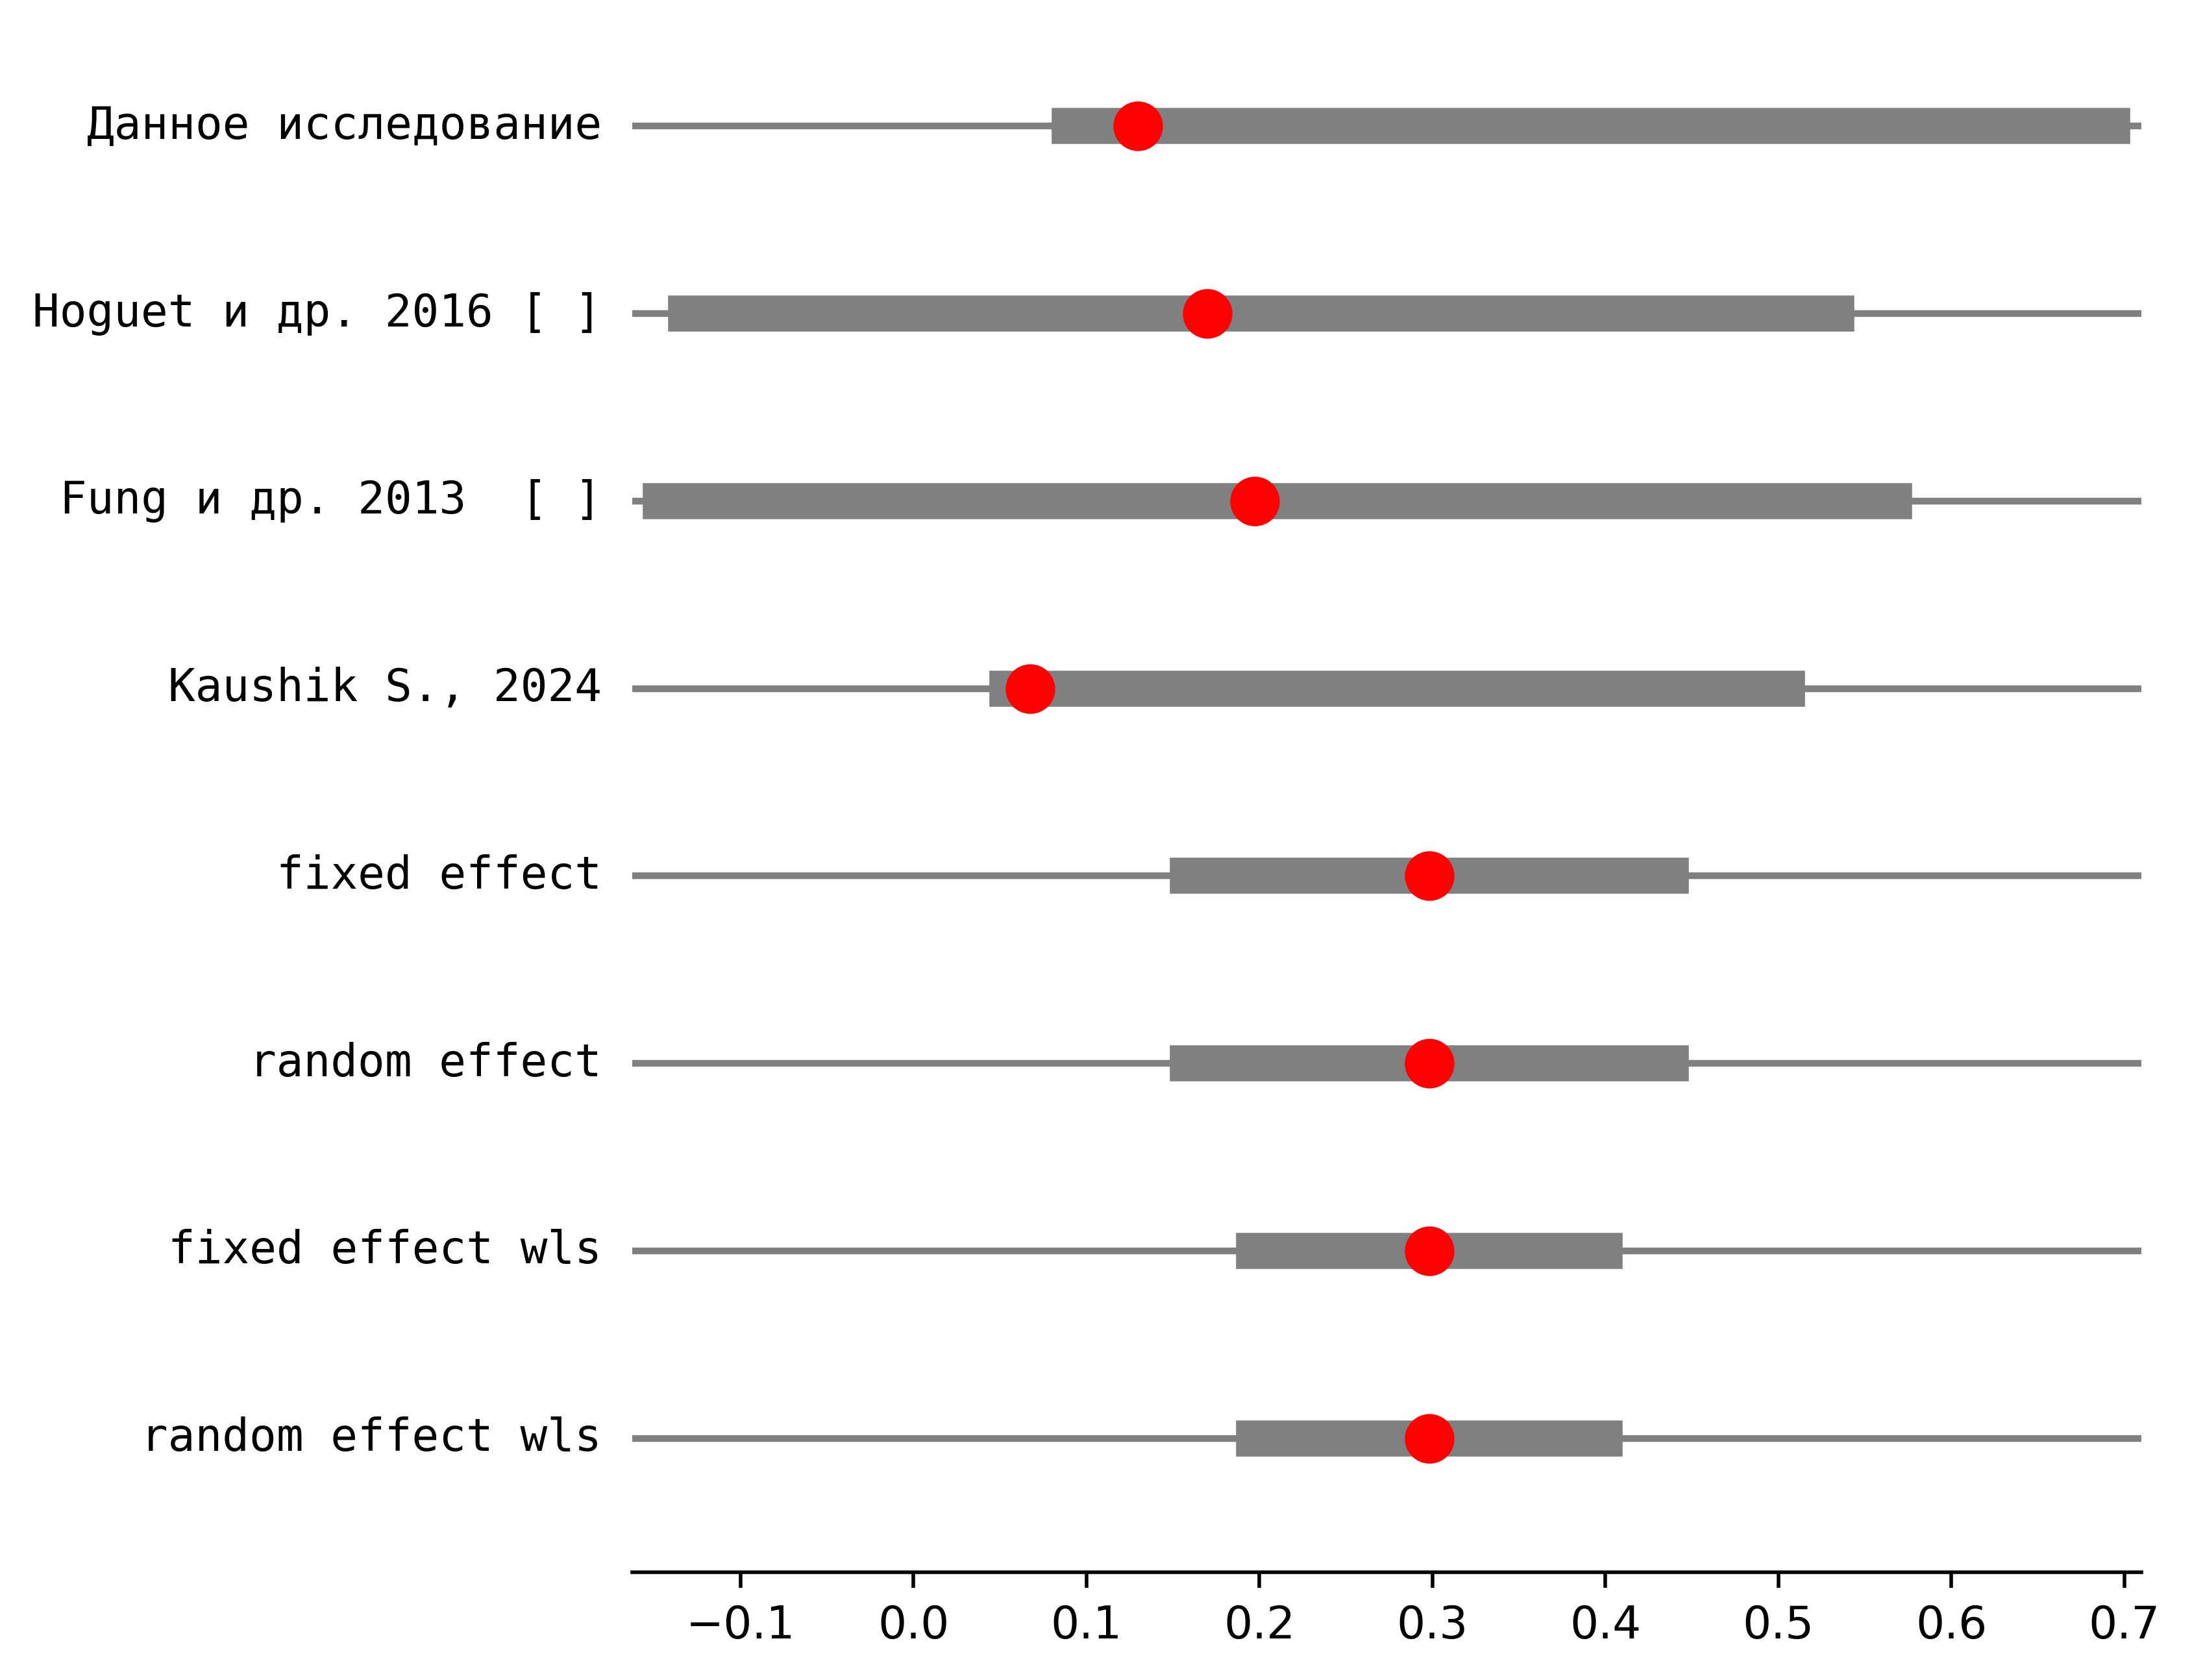 Данное исследование
Hoguet и др. 2016 [ ]
Fung и др. 2013  [ ]
Kaushik S., 2024
fixed effect
random effect
fixed effect wls
random effect wls
−0.1 0.0 0.1 0.2 0.3 0.4 0.5 0.6 0.7